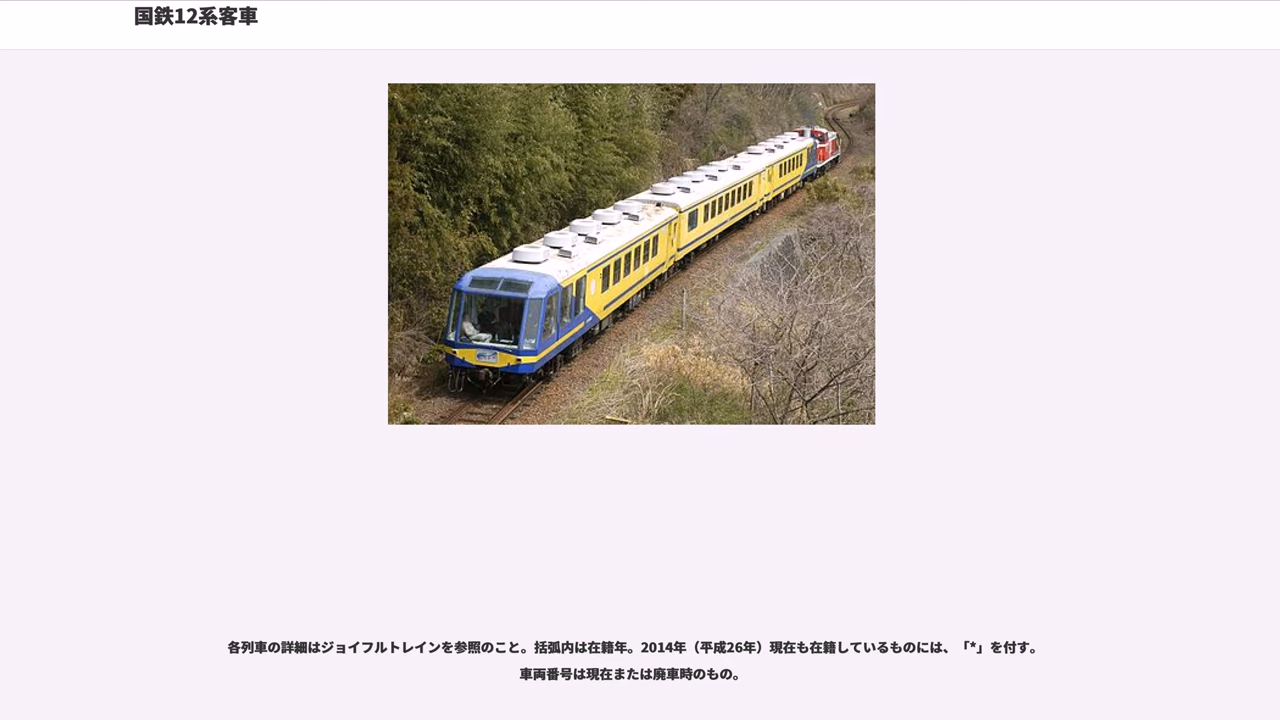 国鉄12系客車
各列車の詳細はジョイフルトレインを参照のこと。括弧内は在籍年。2014年（平成26年）現在も在籍しているものには、「*」を付す。
車両番号は現在または廃車時のもの。